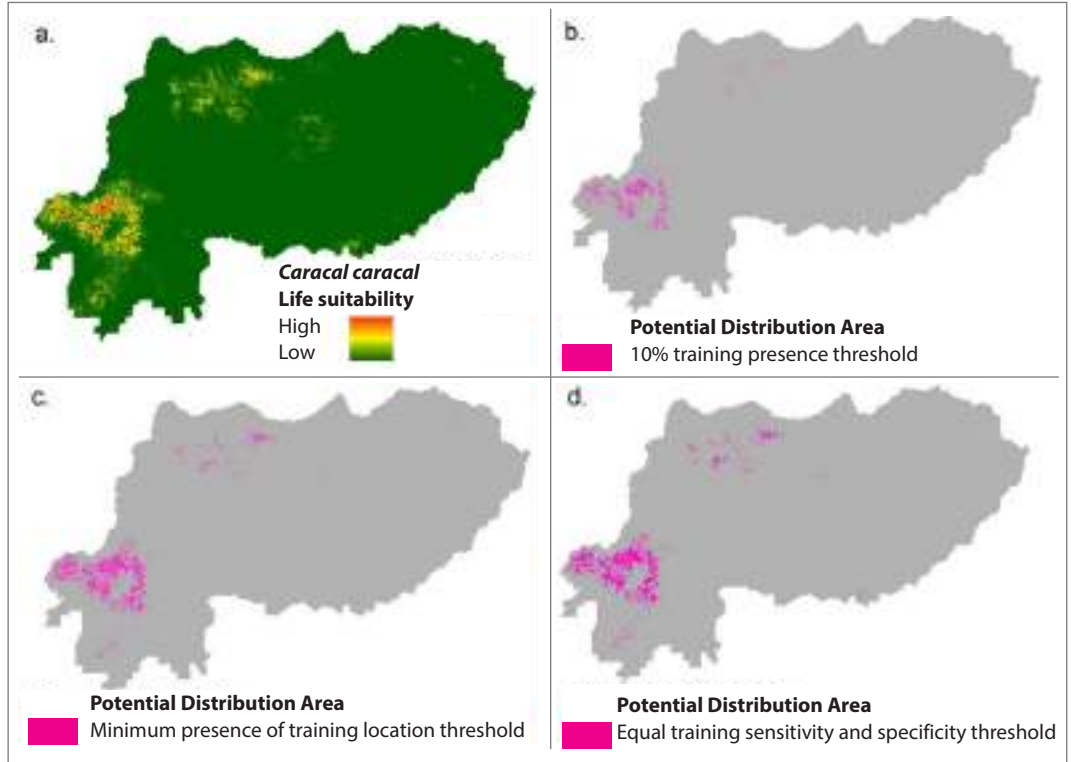 a.
Caracal caracal
Life suitability
High
Low
b.
Potential Distribution Area
10% training presence threshold
c.
Potential Distribution Area
Minimum presence of training location threshold
d.
Potential Distribution Area
Equal training sensitivity and specificity threshold